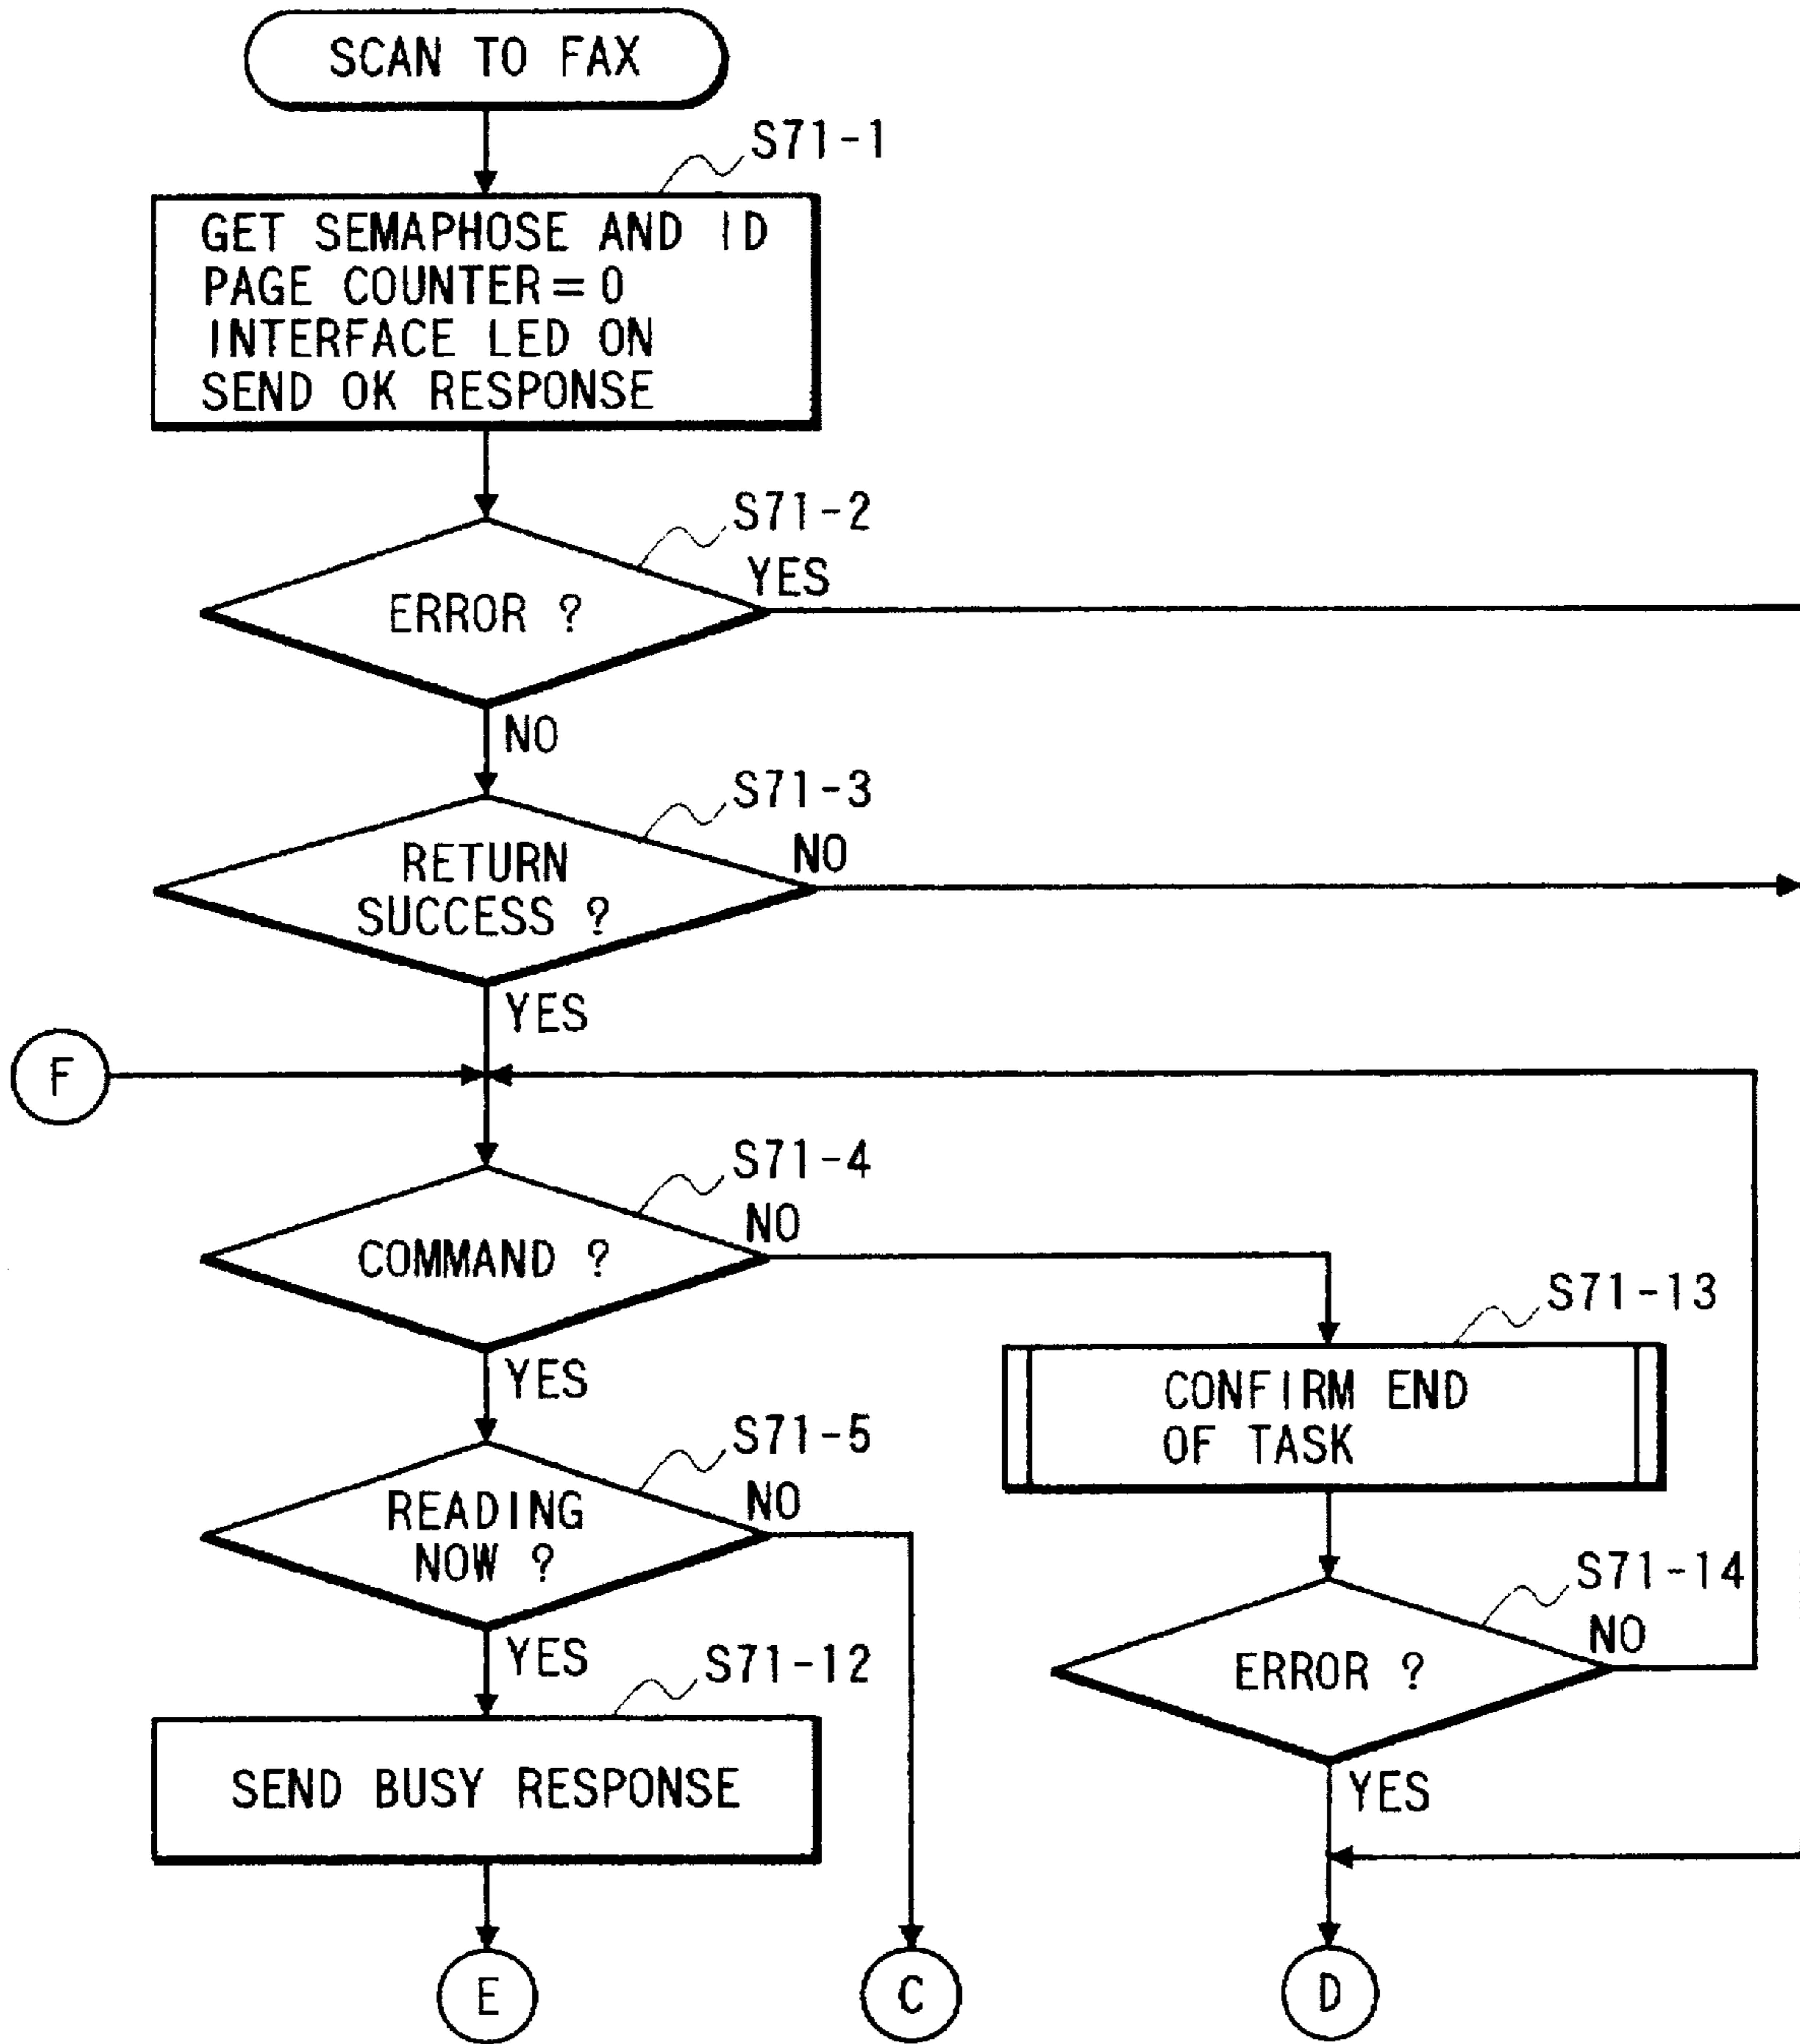 SCAN TO FAX
S71-1
GET SEMAPHOSE AND ID
PAGE COUNTER=0
INTERFACE LED ON
SEND OK RESPONSE
S71-2
YES
ERROR ?
NO
S71-3
NO
RETURN
SUCCESS ?
YES
F
S71-4
NO
COMMAND ?
S71-13
YES
CONFIRM END
OF TASK
S71-5
NO
READING
NOW ?
S71-14
NO
YES
S71-12
ERROR ?
SEND BUSY RESPONSE
YES
E
C
D